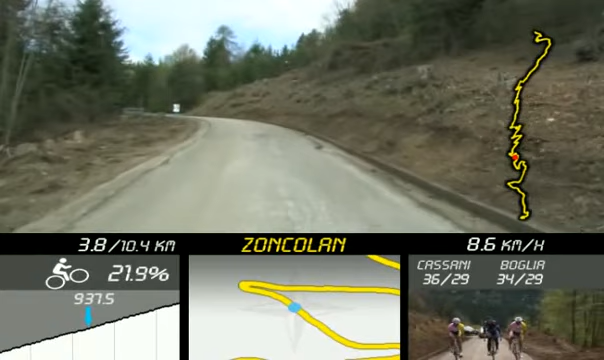 3.8/10.4 KM
ZONCOLAN
8.6 KM/H
21.9%
937.5
CASSANI BOGLIA
36/29 34/29